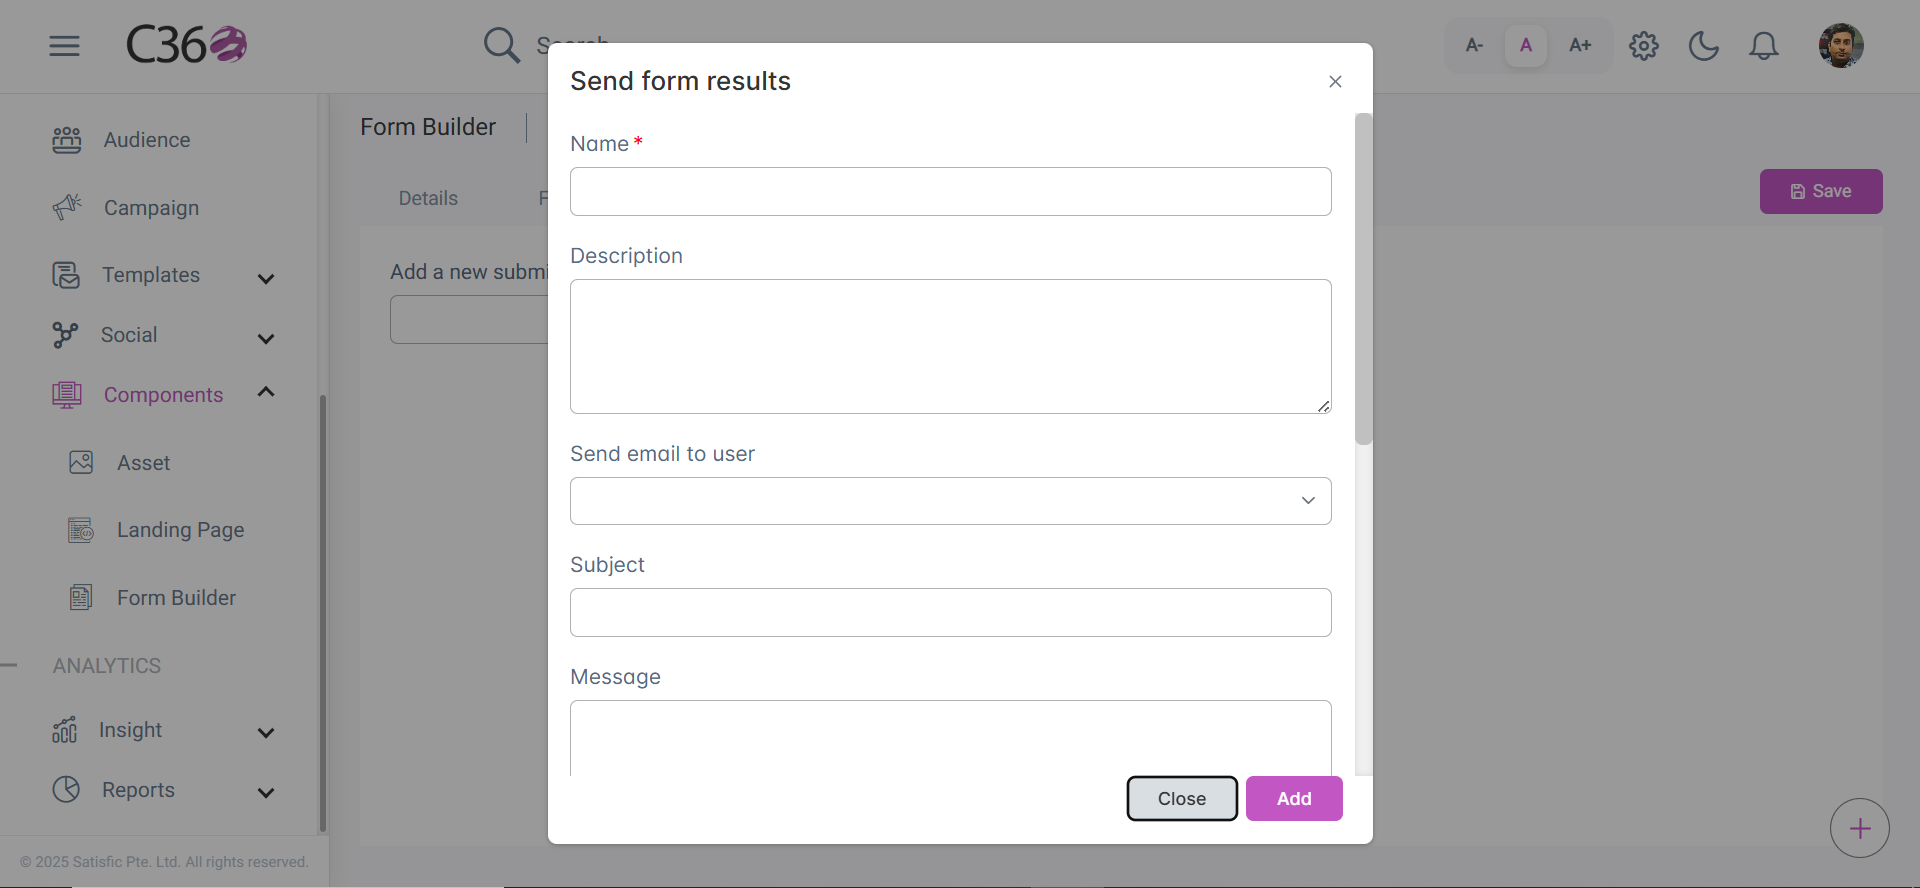 C360
Search
A-
A
A+
Audience
Campaign
Templates
Social
Components
Asset
Landing Page
Form Builder
ANALYTICS
Insight
Reports
© 2025 Satisfic Pte. Ltd. All rights reserved.
Form Builder
Details
F
Save
Add a new submi
Send form results
Name *
Description
Send email to user
Subject
Message
Close
Add